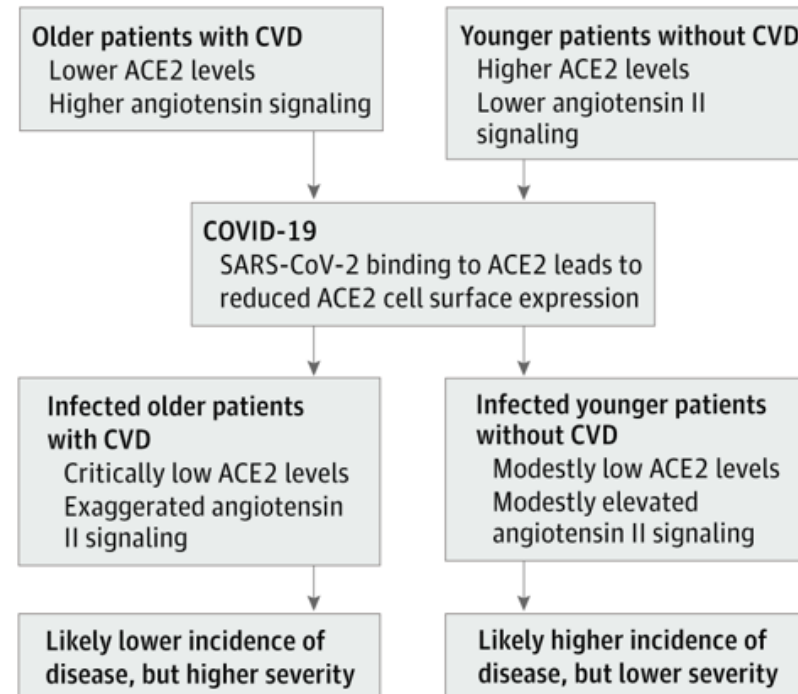 Older patients with CVD
Lower ACE2 levels
Higher angiotensin signaling
Younger patients without CVD
Higher ACE2 levels
Lower angiotensin II
signaling
COVID-19
SARS-CoV-2 binding to ACE2 leads to
reduced ACE2 cell surface expression
Infected older patients
with CVD
Critically low ACE2 levels
Exaggerated angiotensin
II signaling
Infected younger patients
without CVD
Modestly low ACE2 levels
Modestly elevated
angiotensin II signaling
Likely lower incidence of
disease, but higher severity
Likely higher incidence of
disease, but lower severity